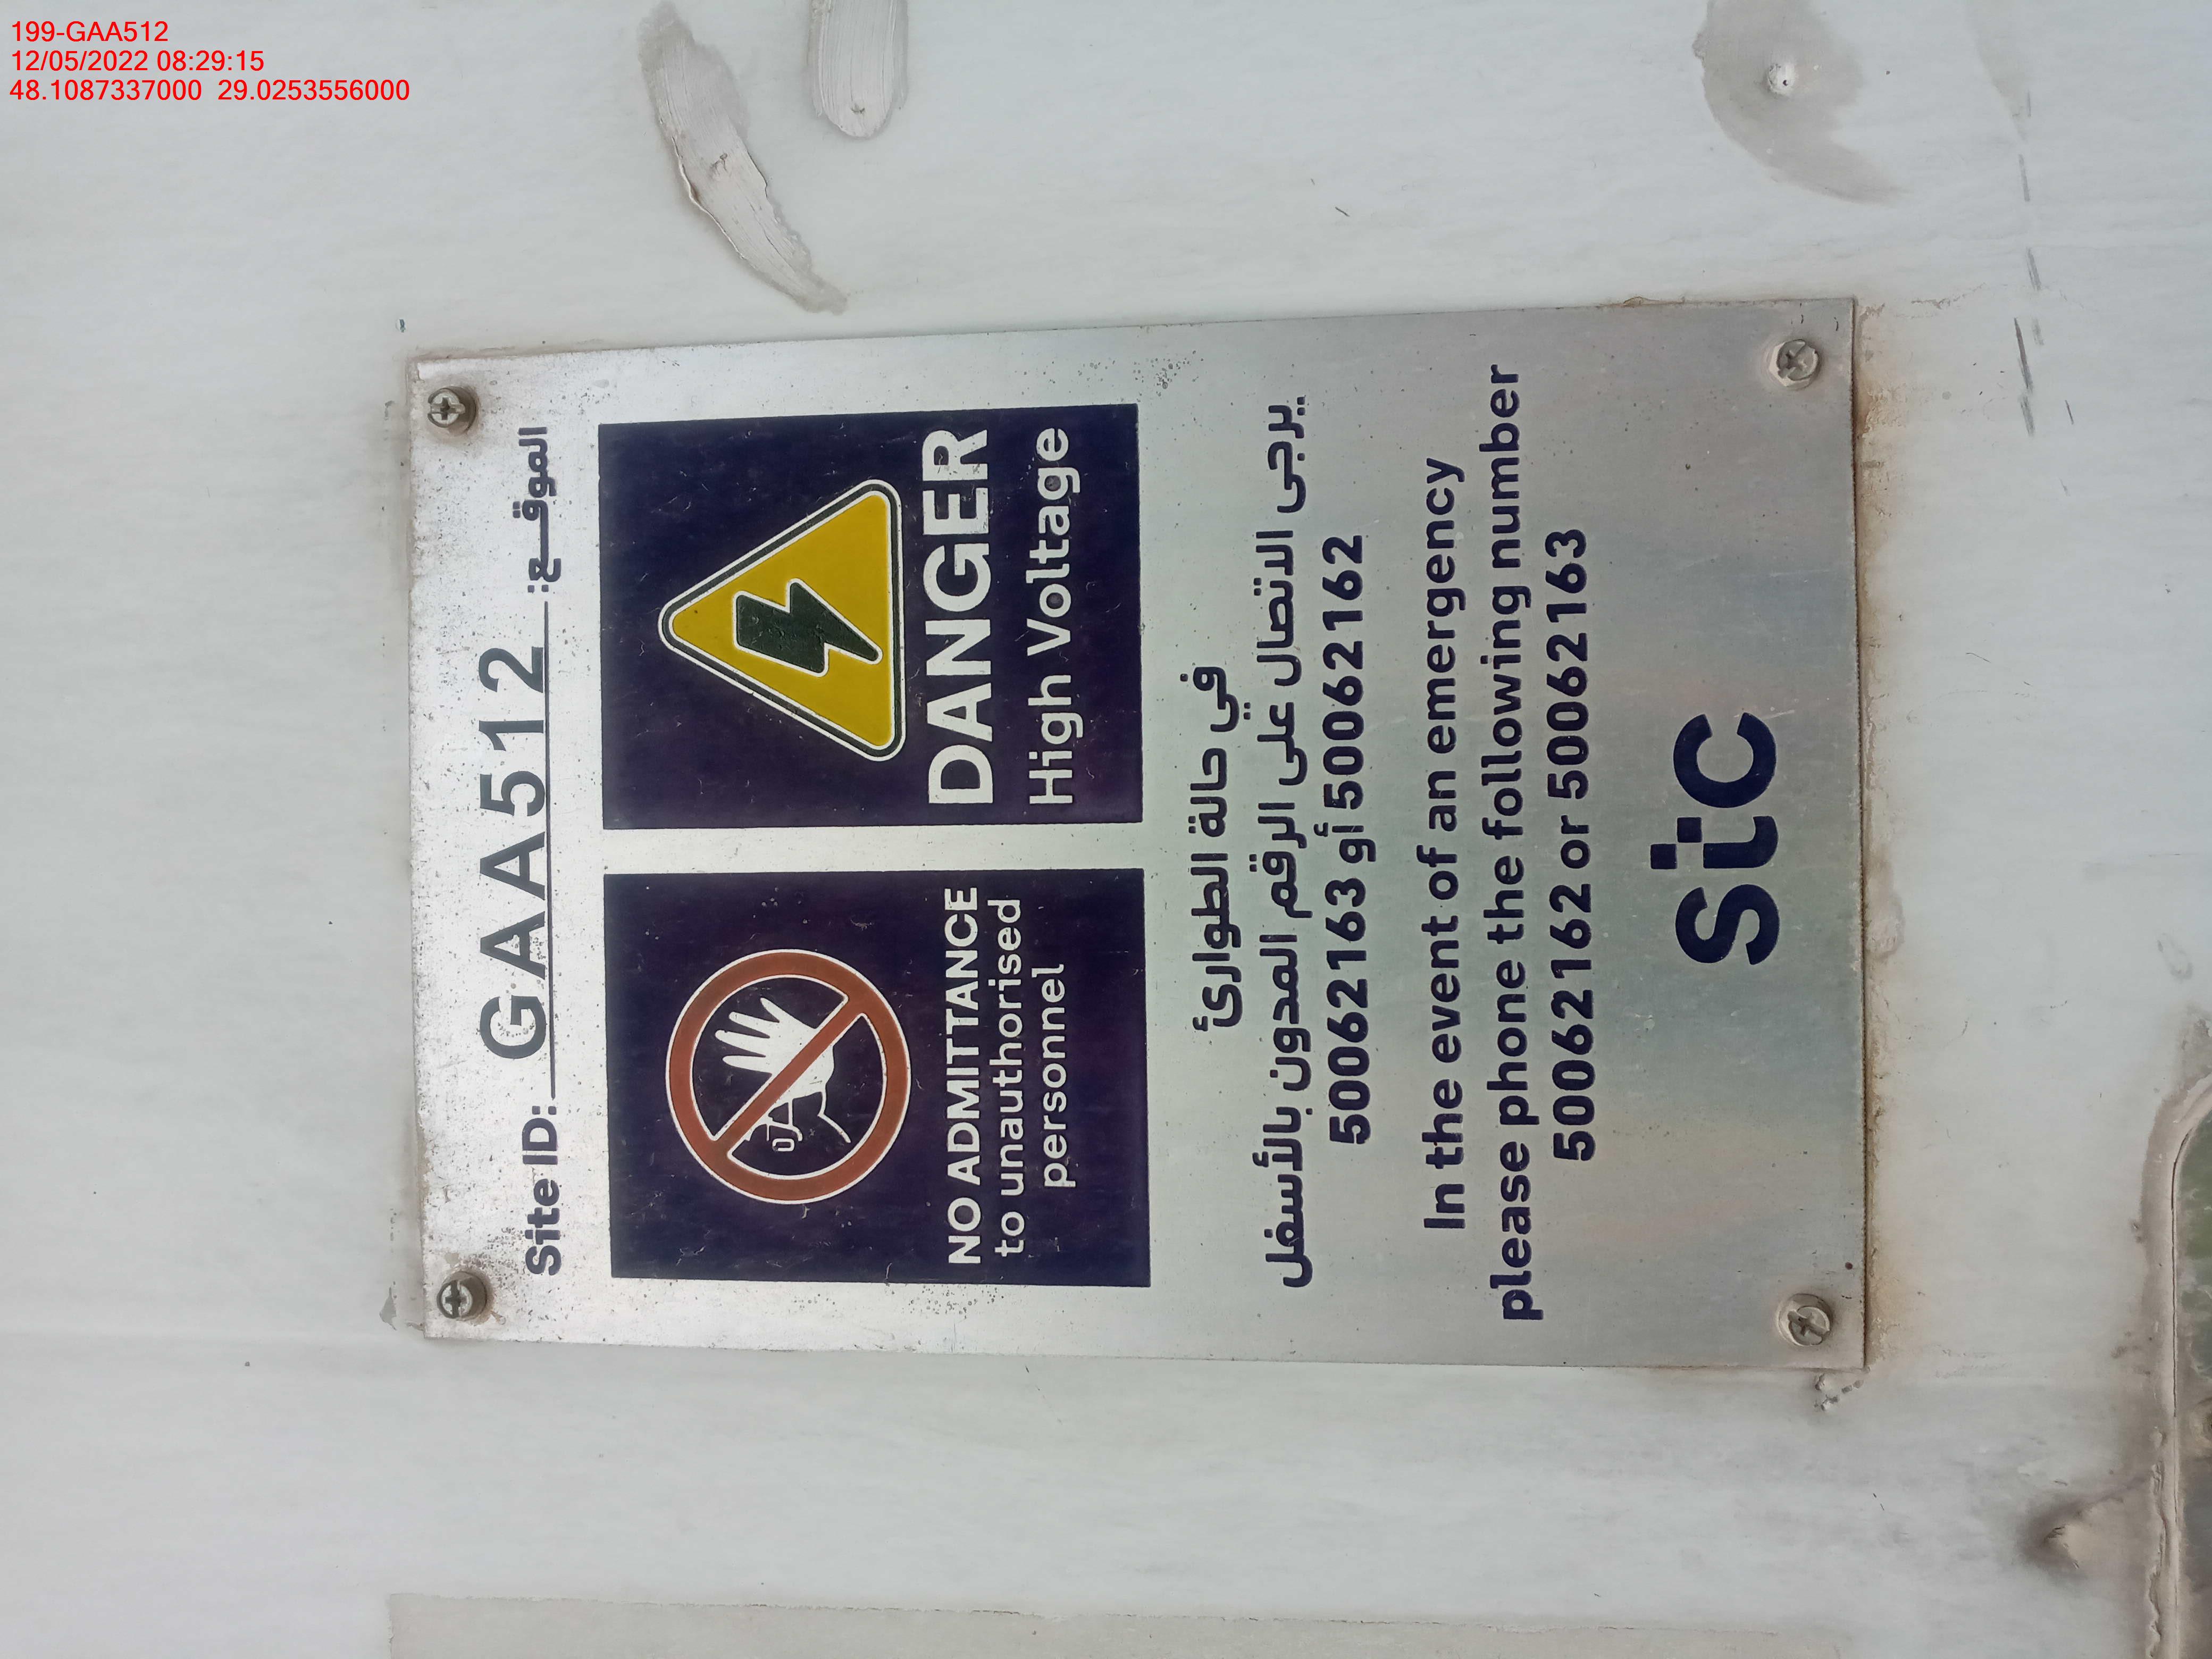 199-GAA512
12/05/2022 08:29:15
48.1087337000 29.0253556000
Site ID: GAA512 الموقع:
NO ADMITTANCE
to unauthorised
personnel
DANGER
High Voltage
في حالة الطوارئ
يرجى الاتصال على الرقم المدون بالأسفل
50062162 أو 50062163
In the event of an emergency
please phone the following number
50062162 or 50062163
stc